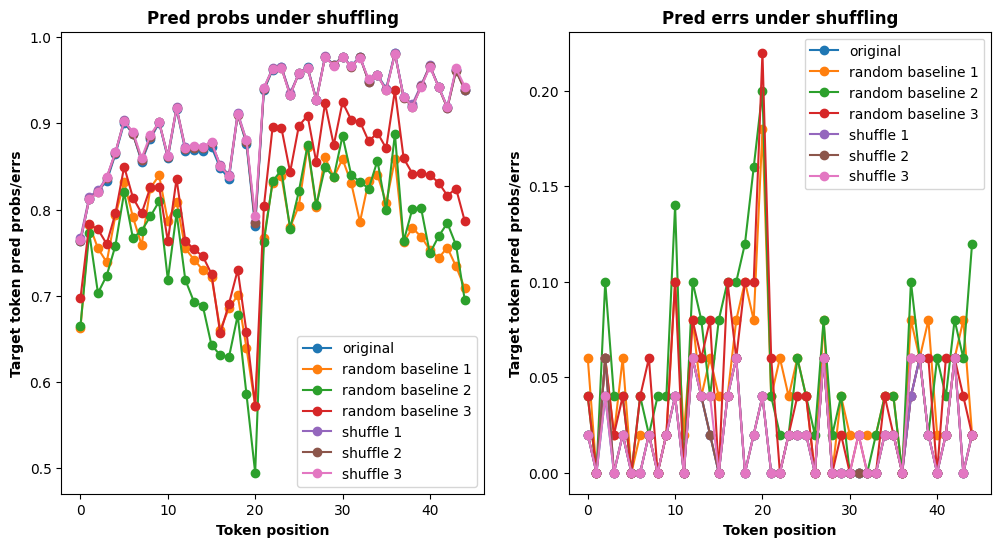 Pred probs under shuffling
Target token pred probs/errs
1.0
0.9
0.8
0.7
0.6
0.5
original
random baseline 1
random baseline 2
random baseline 3
shuffle 1
shuffle 2
shuffle 3
0 10 20 30 40
Token position
Pred errs under shuffling
Target token pred probs/errs
0.20
0.15
0.10
0.05
0.00
original
random baseline 1
random baseline 2
random baseline 3
shuffle 1
shuffle 2
shuffle 3
0 10 20 30 40
Token position